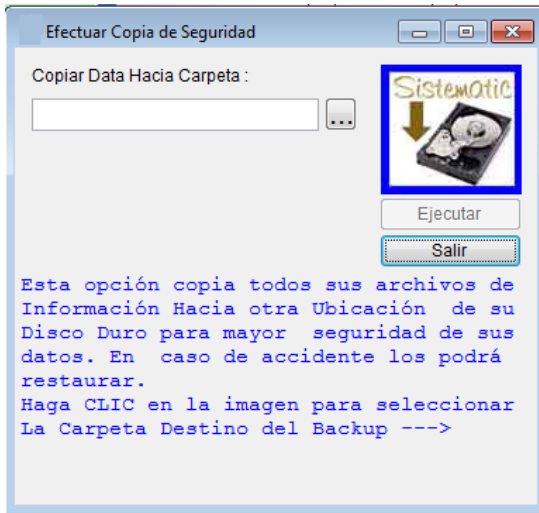 Efectuar Copia de Seguridad
Copiar Data Hacia Carpeta :
...
Sistematic
Ejecutar
Salir
Esta opción copia todos sus archivos de
Información Hacia otra Ubicación de su
Disco Duro para mayor seguridad de sus
datos. En caso de accidente los podrá
restaurar.
Haga CLIC en la imagen para seleccionar
La Carpeta Destino del Backup --->